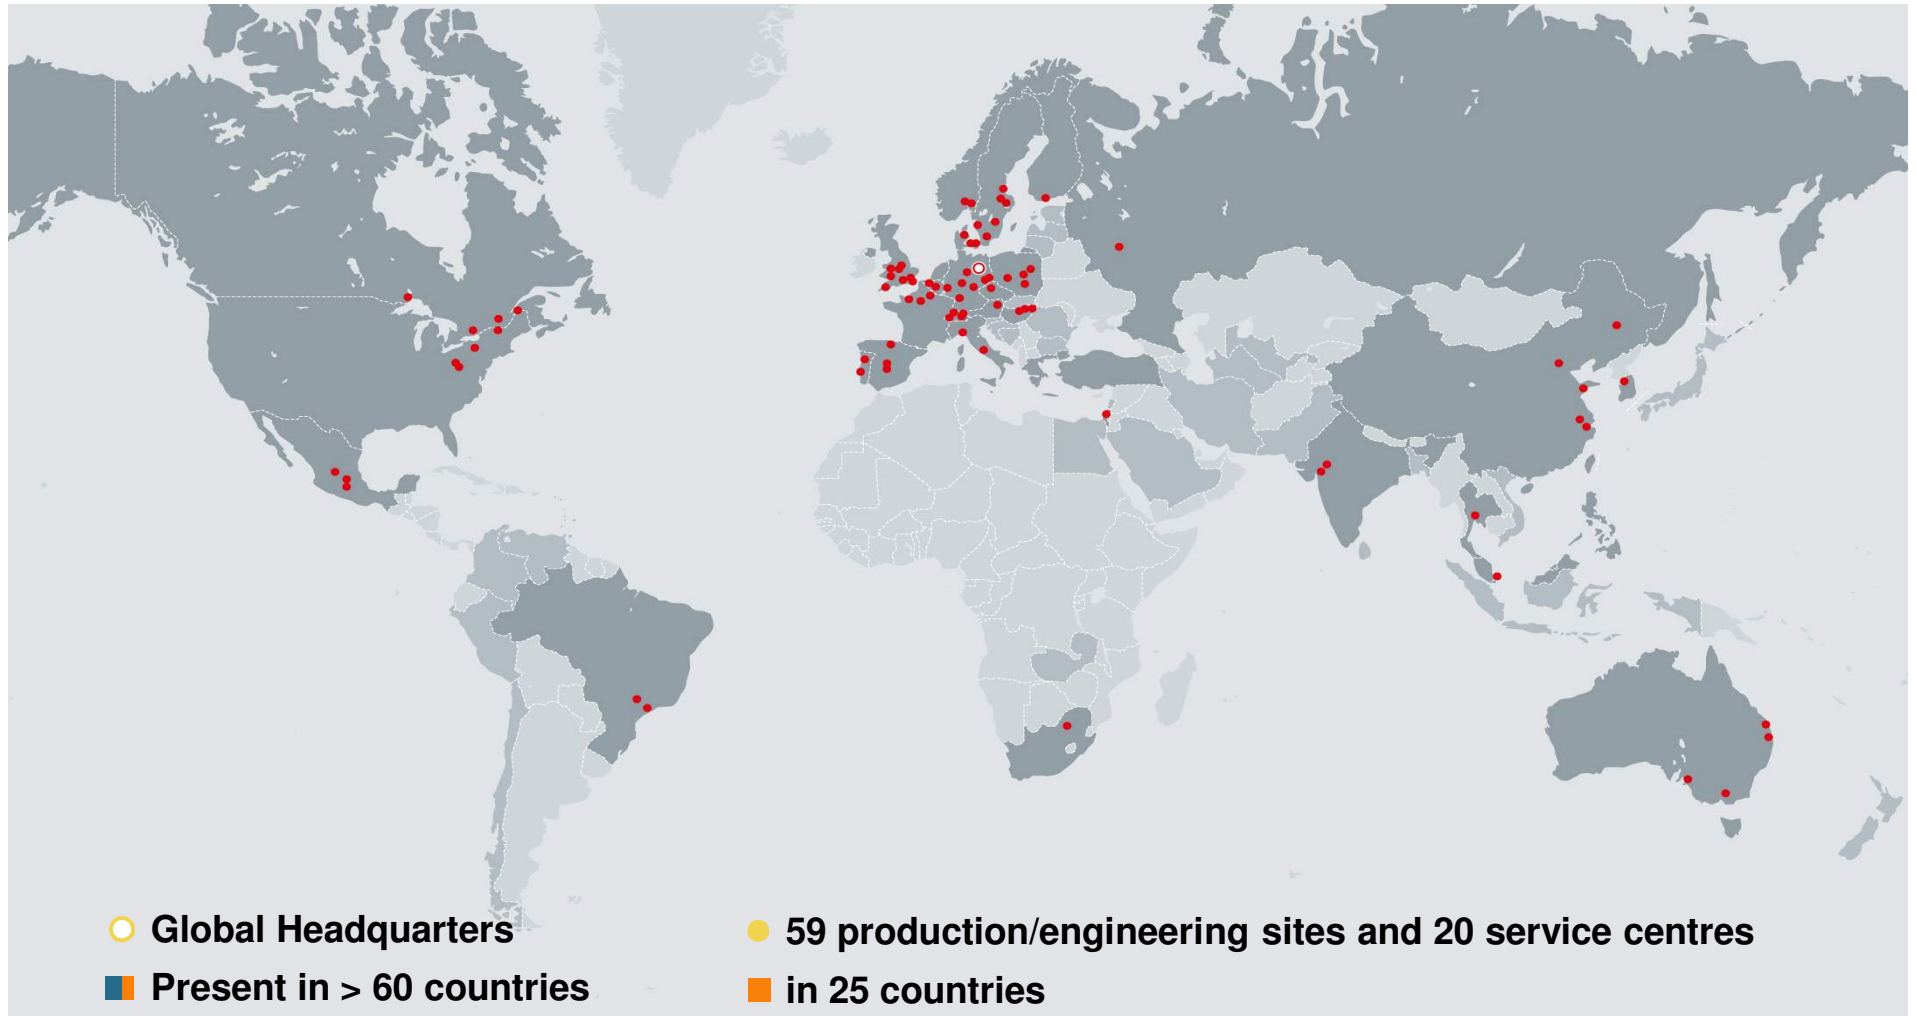 Global Headquarters
59 production/engineering sites and 20 service centres
Present in > 60 countries
in 25 countries